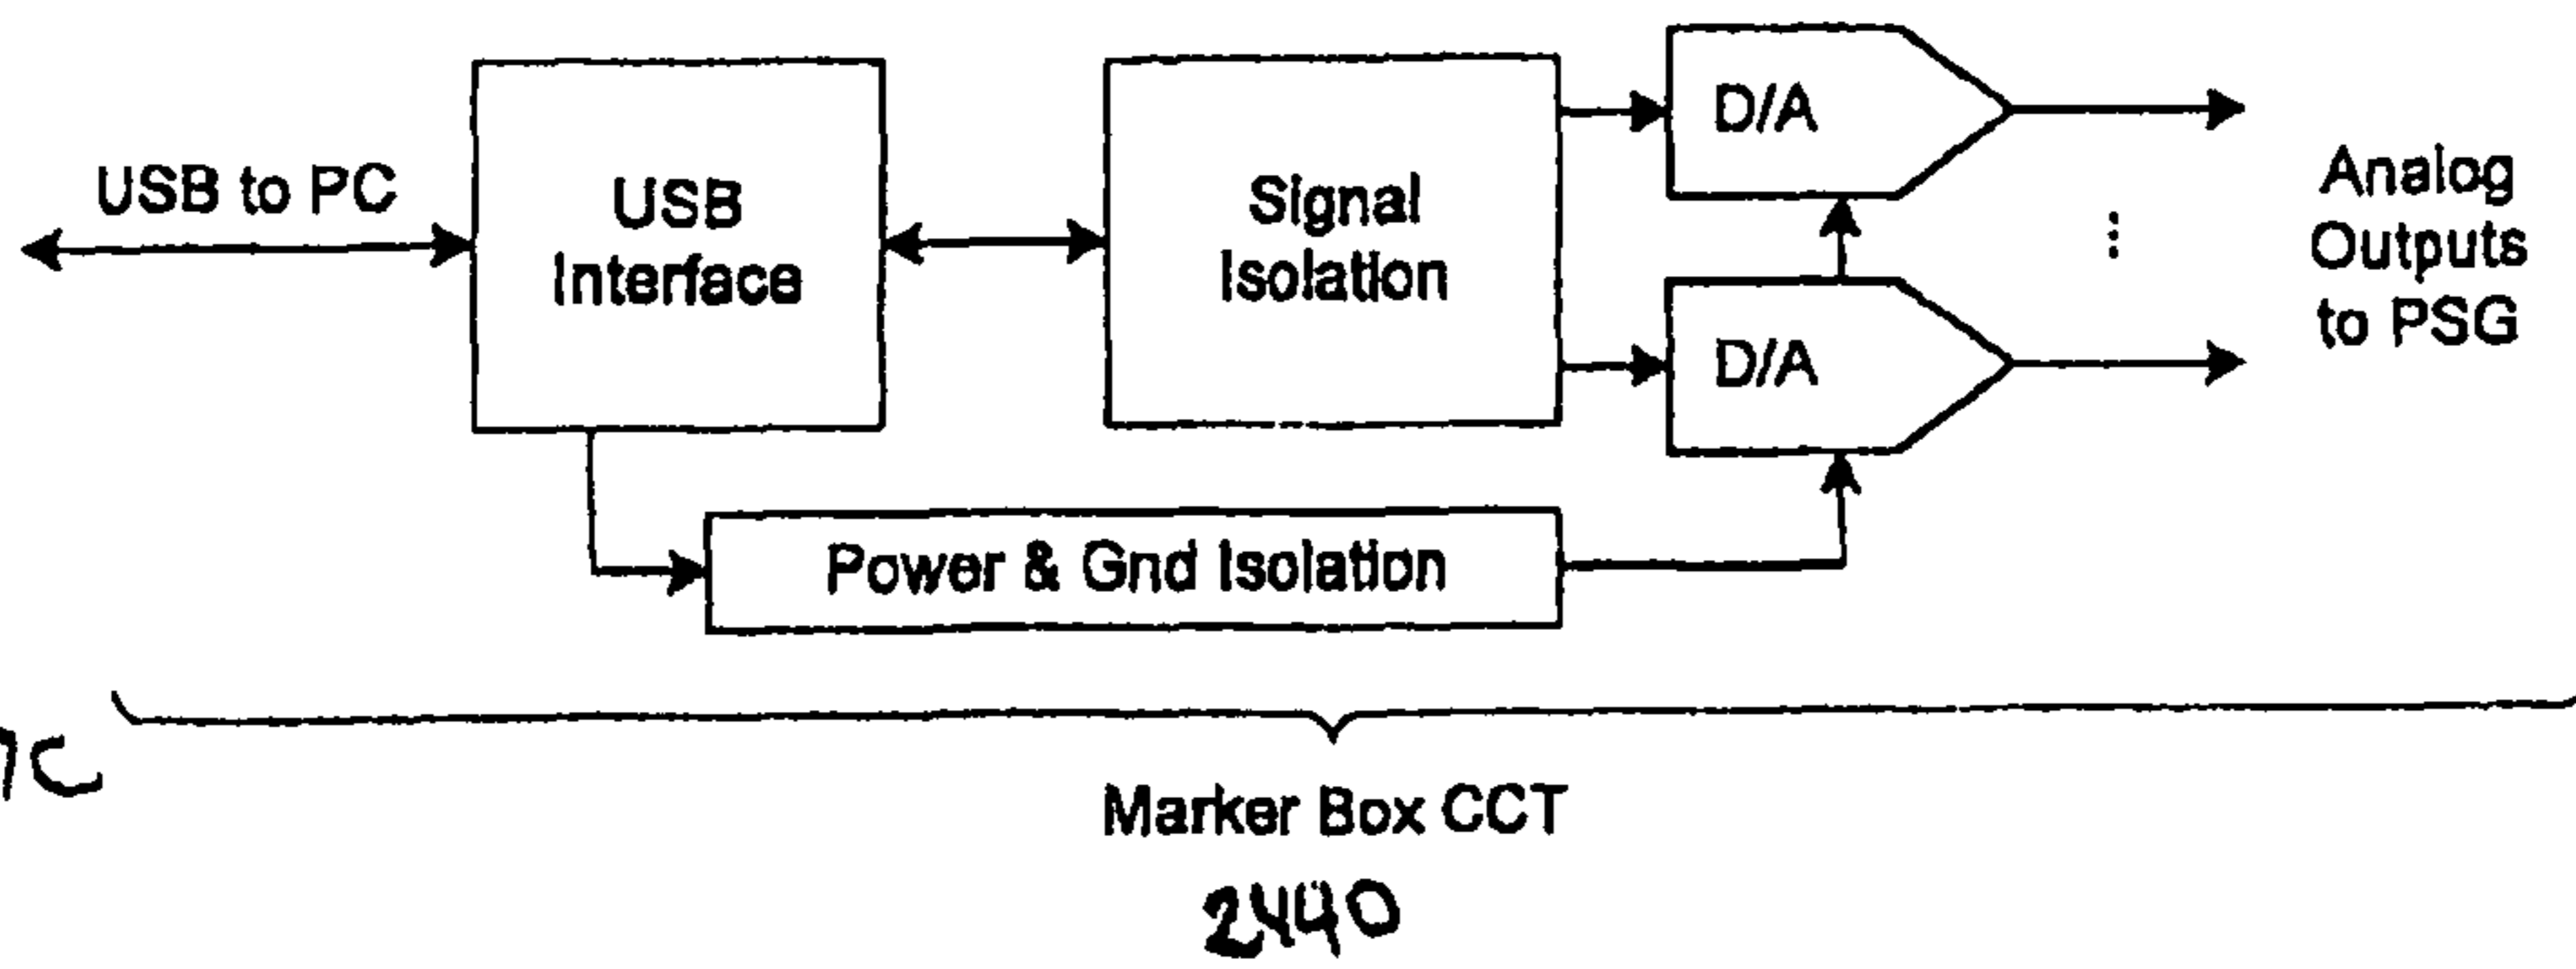 USB to PC
USB
Interface
Signal
Isolation
D/A
D/A
Analog
Outputs
to PSG
Power & Gnd Isolation
Marker Box CCT
2440